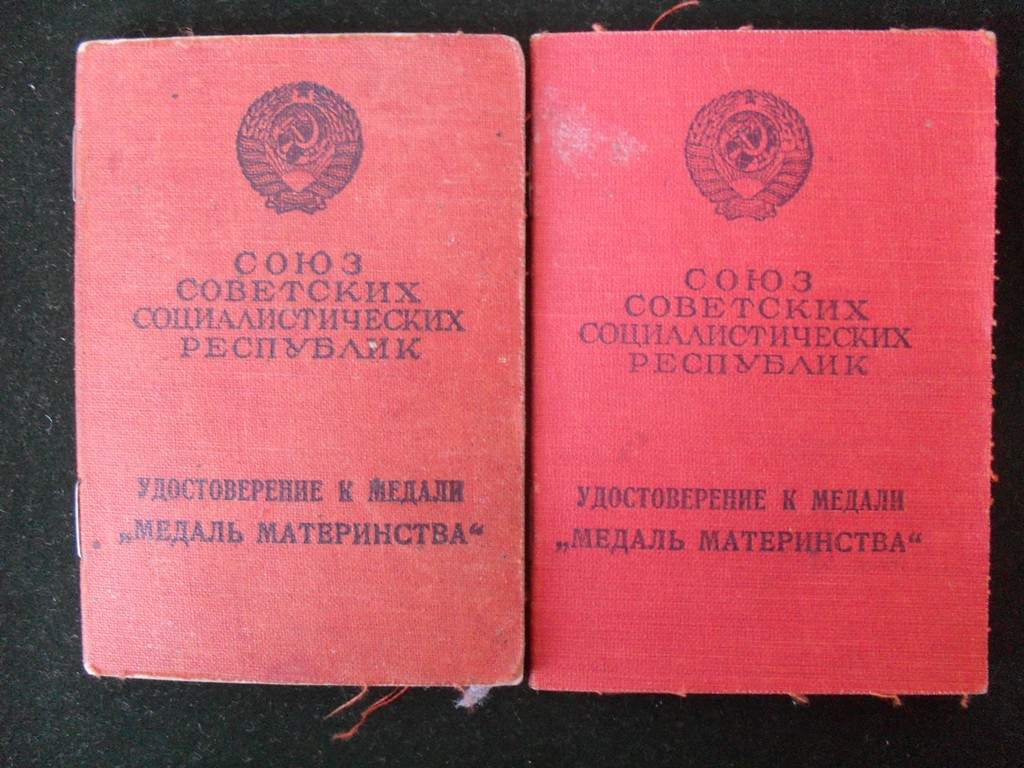 СОЮЗ
СОВЕТСКИХ
СОЦИАЛИСТИЧЕСКИХ
РЕСПУБЛИК
УДОСТОВЕРЕНИЕ К МЕДАЛИ
„МЕДАЛЬ МАТЕРИНСТВА“
СОЮЗ
СОВЕТСКИХ
СОЦИАЛИСТИЧЕСКИХ
РЕСПУБЛИК
УДОСТОВЕРЕНИЕ К МЕДАЛИ
„МЕДАЛЬ МАТЕРИНСТВА“